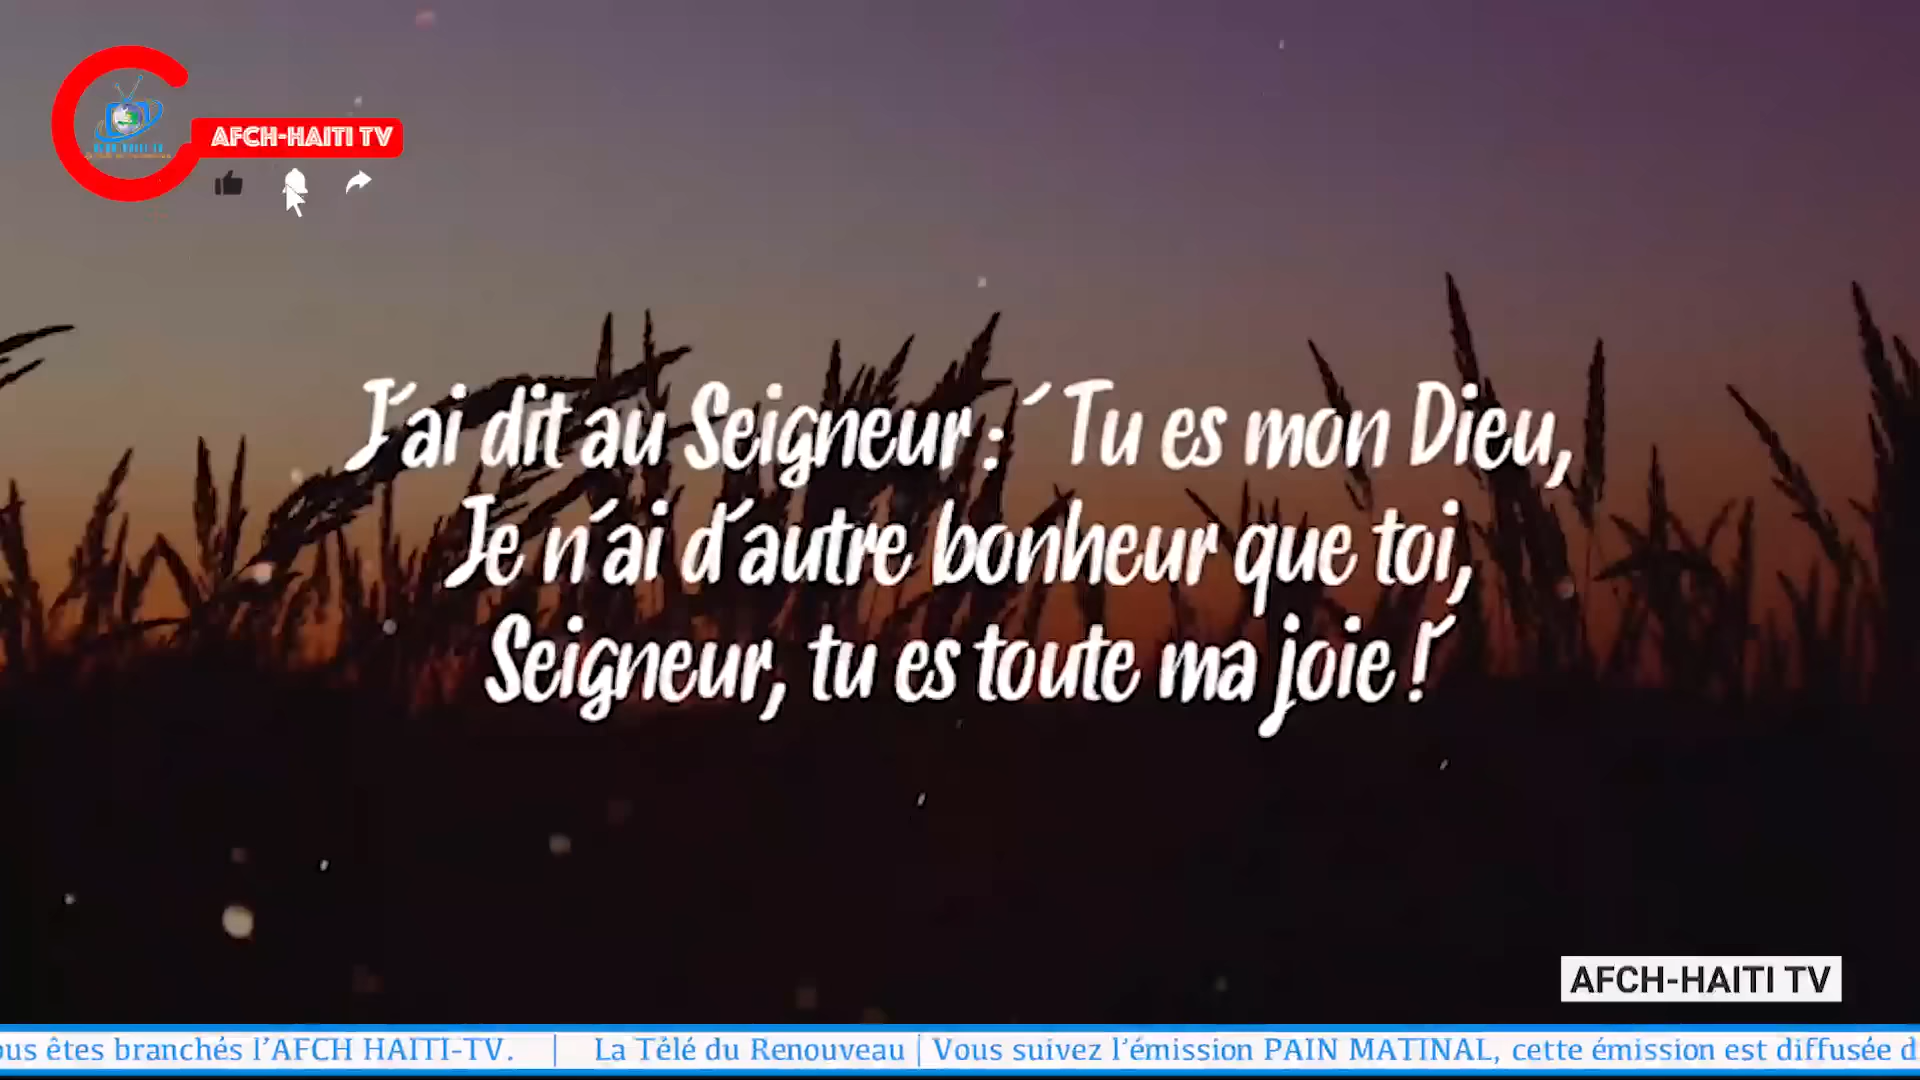 AFCH-HAITI TV
J´ai dit au Seigneur : ´ Tu es mon Dieu,
Je n´ai d´autre bonheur que toi,
Seigneur, tu es toute ma joie !´
AFCH-HAITI TV
êtes branchés l’AFCH HAITI-TV. | La Télé du Renouveau | Vous suivez l’émission PAIN MATINAL, cette émission est diffusée